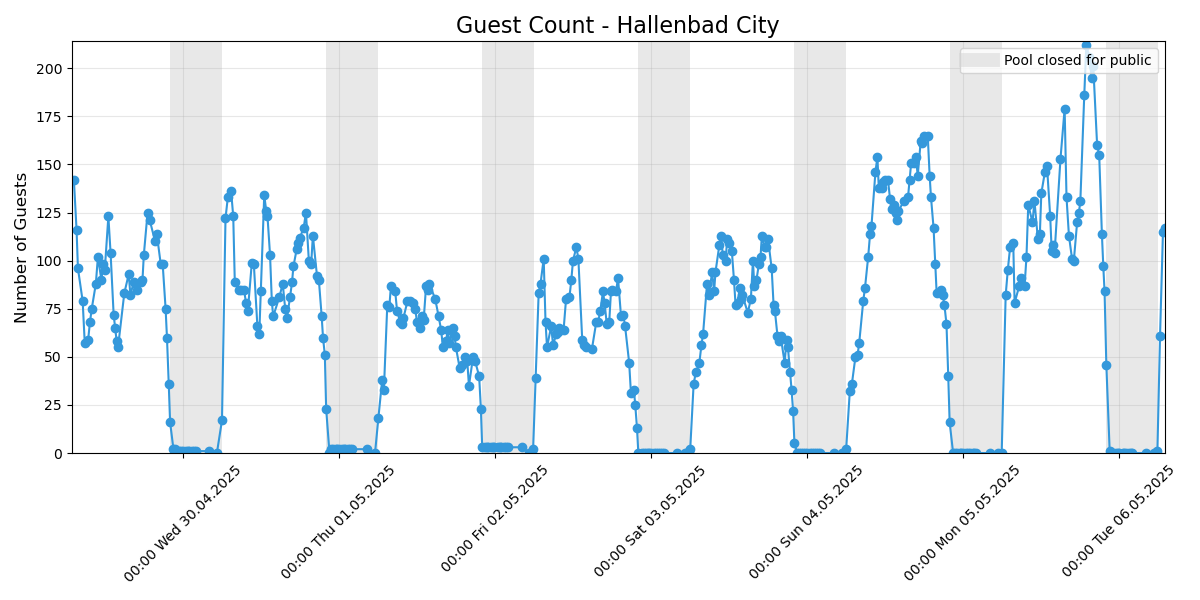 Guest Count - Hallenbad City
Pool closed for public
Number of Guests
200
175
150
125
100
75
50
25
0
00:00 Wed 30.04.2025
00:00 Thu 01.05.2025
00:00 Fri 02.05.2025
00:00 Sat 03.05.2025
00:00 Sun 04.05.2025
00:00 Mon 05.05.2025
00:00 Tue 06.05.2025